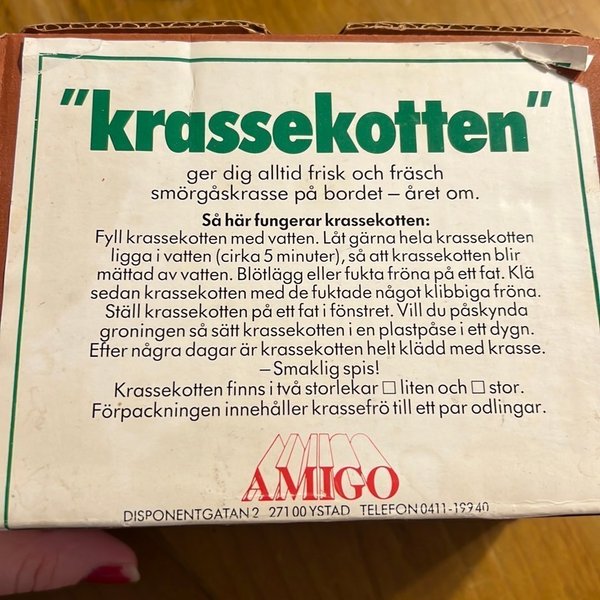 "krassekotten"
ger dig alltid frisk och fräsch
smörgåskrasse på bordet – året om.
Så här fungerar krassekotten:
Fyll krassekotten med vatten. Låt gärna hela krassekotten
ligga i vatten (cirka 5 minuter), så att krassekotten blir
mättad av vatten. Blötlägg eller fukta fröna på ett fat. Klä
sedan krassekotten med de fuktade något klibbiga fröna.
Ställ krassekotten på ett fat i fönstret. Vill du påskynda
groningen så sätt krassekotten i en plastpåse i ett dygn.
Efter några dagar är krassekotten helt klädd med krasse.
– Smaklig spis!
Krassekotten finns i två storlekar □ liten och □ stor.
Förpackningen innehåller krassefrö till ett par odlingar.
AMIGO
DISPONENTGATAN 2 271 00 YSTAD TELEFON 0411-199 40